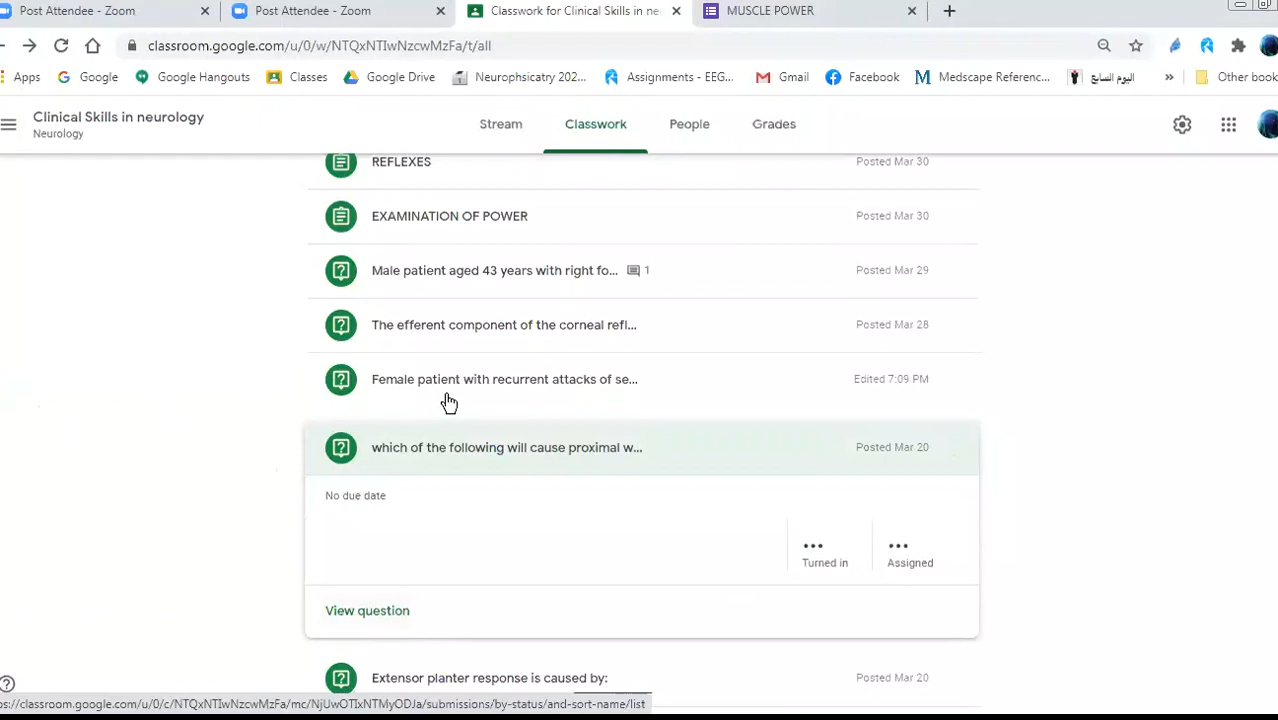 Post Attendee - Zoom
Post Attendee - Zoom
Classwork for Clinical Skills in ne
MUSCLE POWER
classroom.google.com/u/0/w/NTQxNTIwNzcwMzFa/t/all
Apps
Google
Google Hangouts
Classes
Google Drive
Neurophsicatry 202...
Assignments - EEG...
Gmail
Facebook
Medscape Referenc...
اليوم السابع
»
Other book
Clinical Skills in neurology
Neurology
Stream
Classwork
People
Grades
REFLEXES
Posted Mar 30
EXAMINATION OF POWER
Posted Mar 30
Male patient aged 43 years with right fo...
1
Posted Mar 29
The efferent component of the corneal refl...
Posted Mar 28
Female patient with recurrent attacks of se...
Edited 7:09 PM
which of the following will cause proximal w...
Posted Mar 20
No due date
...
Turned in
...
Assigned
View question
Extensor planter response is caused by:
Posted Mar 20
ps://classroom.google.com/u/0/c/NTQxNTIwNzcwMzFa/mc/NjUwOTIxNTMyODJa/submissions/by-status/and-sort-name/list